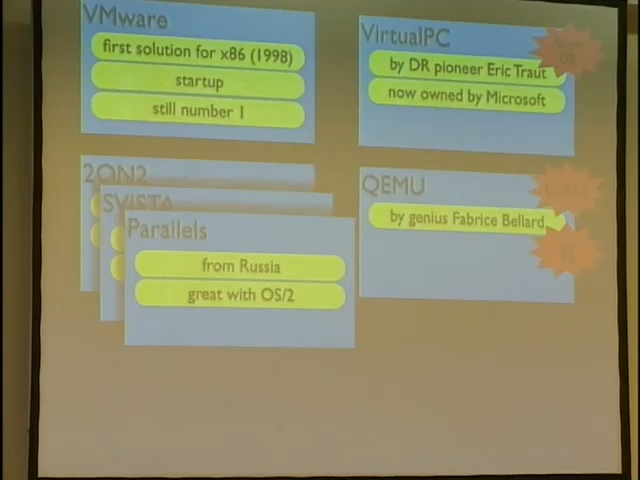 VMware
first solution for x86 (1998)
startup
still number 1
VirtualPC
by DR pioneer Eric Traut
now owned by Microsoft
2ON2
SVISTA
Parallels
from Russia
great with OS/2
QEMU
by genius Fabrice Bellard